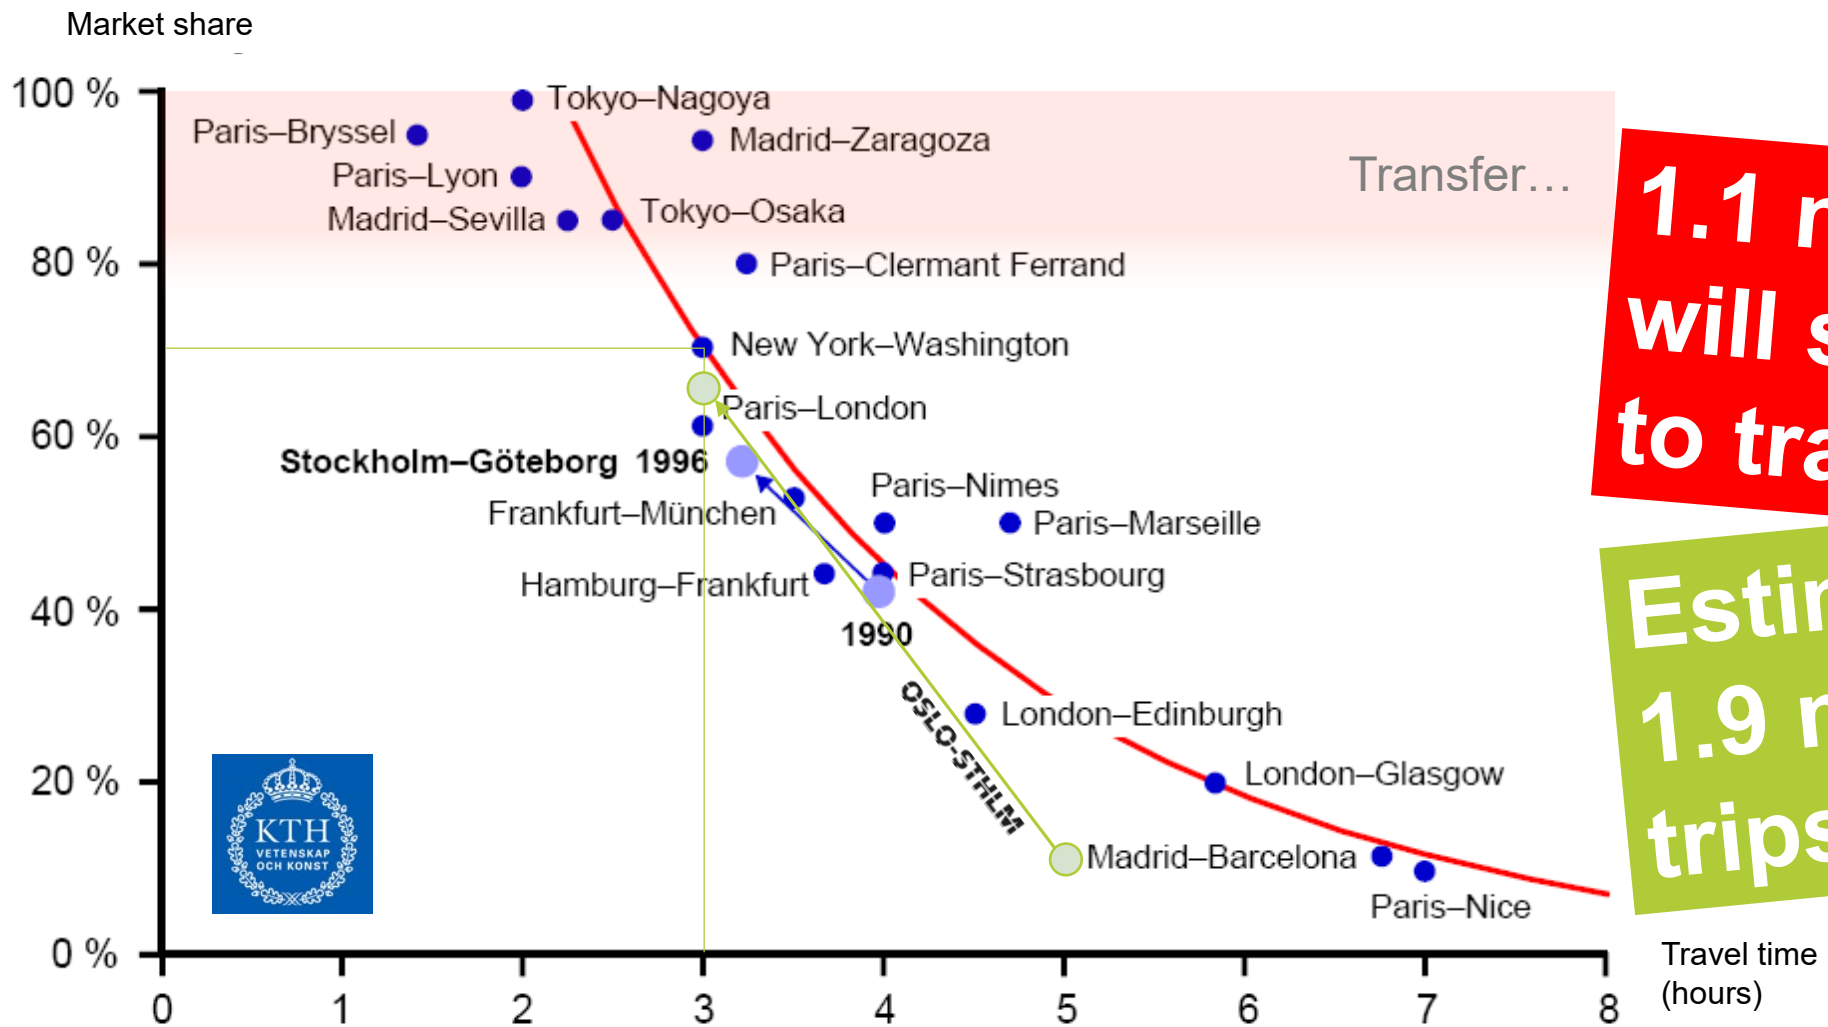 Market share
100 %
80 %
60 %
40 %
20 %
0 %
0 1 2 3 4 5 6 7 8
Travel time
(hours)
Tokyo–Nagoya
Paris–Bryssel
Madrid–Zaragoza
Paris–Lyon
Transfer…
Madrid–Sevilla
Tokyo–Osaka
Paris–Clermant Ferrand
New York–Washington
Paris–London
Stockholm–Göteborg 1996
Paris–Nimes
Frankfurt–München
Paris–Marseille
Hamburg–Frankfurt
Paris–Strasbourg
1990
OSLO-STHLM
London–Edinburgh
London–Glasgow
Madrid–Barcelona
Paris–Nice
KTH
VETENSKAP
OCH KONST
1.1
will
to
1.9
trips